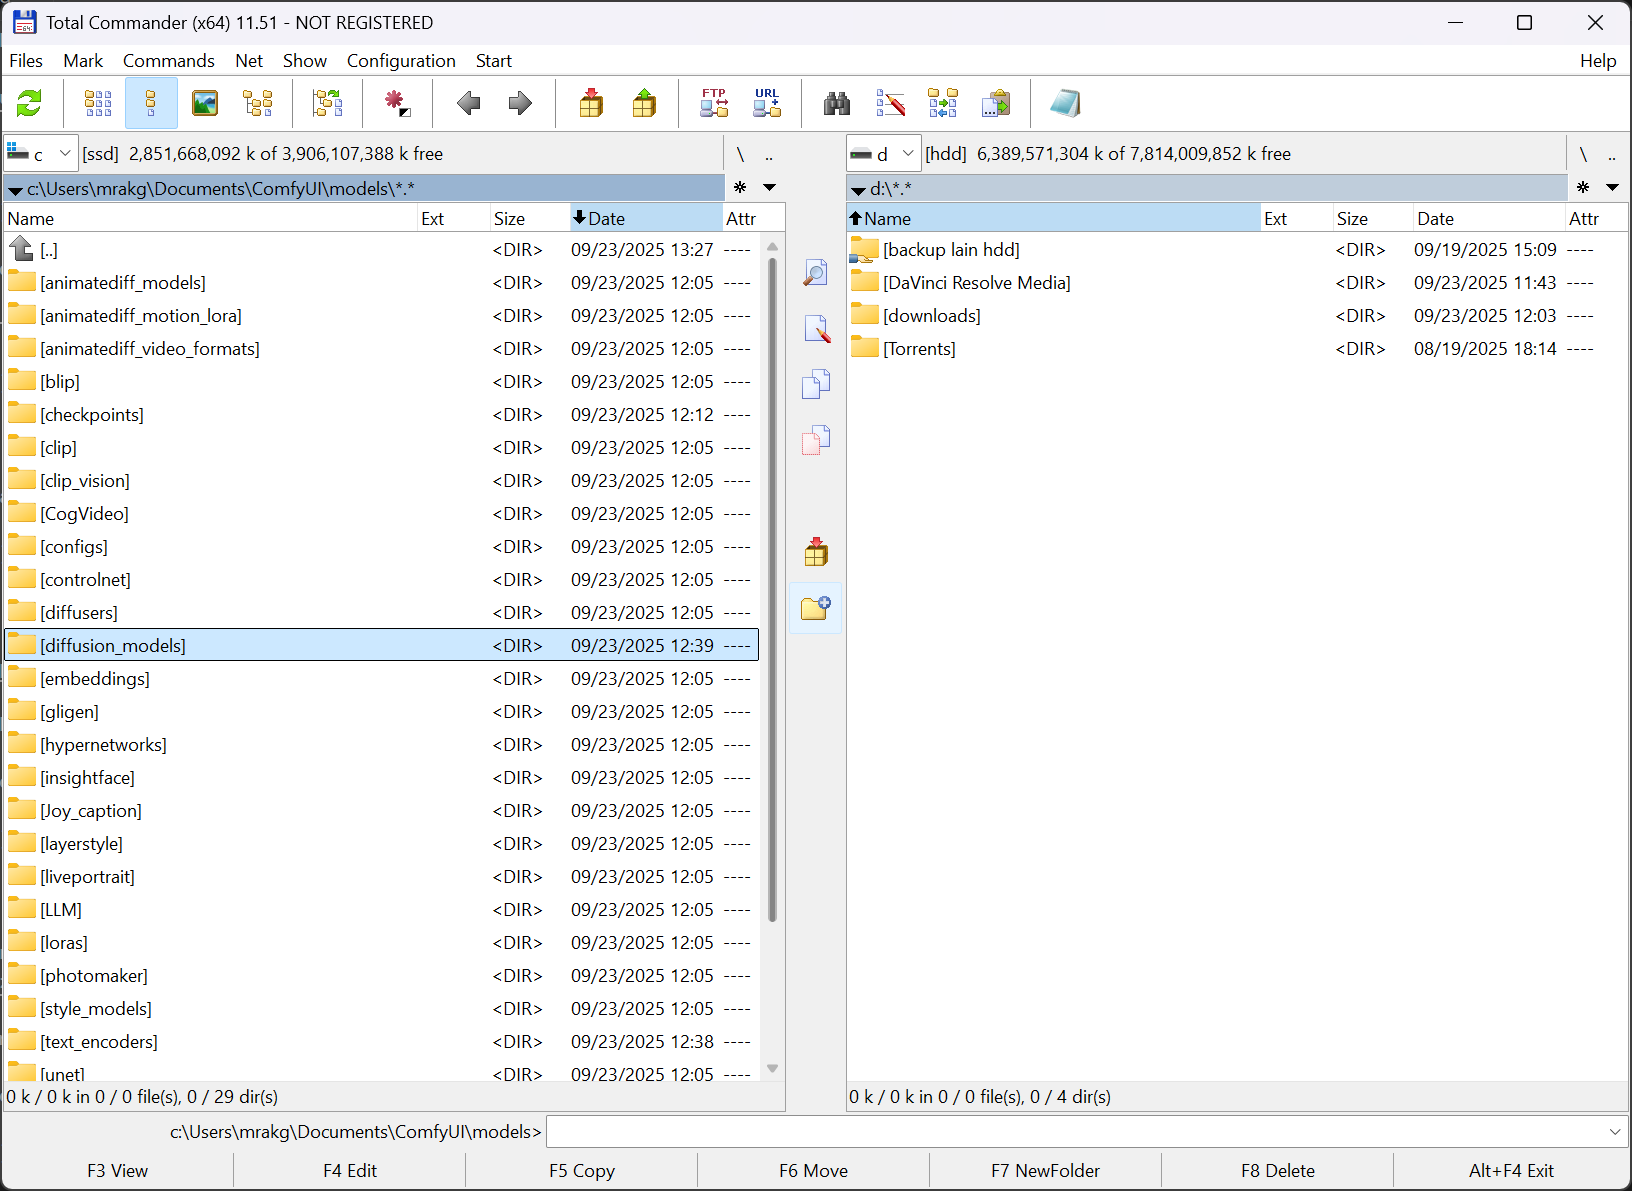 Total Commander (x64) 11.51 - NOT REGISTERED
Files Mark Commands Net Show Configuration Start Help
FTP URL
c [ssd] 2,851,668,092 k of 3,906,107,388 k free \ .. d [hdd] 6,389,571,304 k of 7,814,009,852 k free \ ..
c:\Users\mrakg\Documents\ComfyUI\models\*.* * d:\*.* *
Name Ext Size Date Attr Name Ext Size Date Attr
[..] <DIR> 09/23/2025 13:27 ---- [backup lain hdd] <DIR> 09/19/2025 15:09 ----
[animatediff_models] <DIR> 09/23/2025 12:05 ---- [DaVinci Resolve Media] <DIR> 09/23/2025 11:43 ----
[animatediff_motion_lora] <DIR> 09/23/2025 12:05 ---- [downloads] <DIR> 09/23/2025 12:03 ----
[animatediff_video_formats] <DIR> 09/23/2025 12:05 ---- [Torrents] <DIR> 08/19/2025 18:14 ----
[blip] <DIR> 09/23/2025 12:05 ----
[checkpoints] <DIR> 09/23/2025 12:12 ----
[clip] <DIR> 09/23/2025 12:05 ----
[clip_vision] <DIR> 09/23/2025 12:05 ----
[CogVideo] <DIR> 09/23/2025 12:05 ----
[configs] <DIR> 09/23/2025 12:05 ----
[controlnet] <DIR> 09/23/2025 12:05 ----
[diffusers] <DIR> 09/23/2025 12:05 ----
[diffusion_models] <DIR> 09/23/2025 12:39 ----
[embeddings] <DIR> 09/23/2025 12:05 ----
[gligen] <DIR> 09/23/2025 12:05 ----
[hypernetworks] <DIR> 09/23/2025 12:05 ----
[insightface] <DIR> 09/23/2025 12:05 ----
[Joy_caption] <DIR> 09/23/2025 12:05 ----
[layerstyle] <DIR> 09/23/2025 12:05 ----
[liveportrait] <DIR> 09/23/2025 12:05 ----
[LLM] <DIR> 09/23/2025 12:05 ----
[loras] <DIR> 09/23/2025 12:05 ----
[photomaker] <DIR> 09/23/2025 12:05 ----
[style_models] <DIR> 09/23/2025 12:05 ----
[text_encoders] <DIR> 09/23/2025 12:38 ----
[unet] <DIR> 09/23/2025 12:05 ----
0 k / 0 k in 0 / 0 file(s), 0 / 29 dir(s) 0 k / 0 k in 0 / 0 file(s), 0 / 4 dir(s)
c:\Users\mrakg\Documents\ComfyUI\models>
F3 View F4 Edit F5 Copy F6 Move F7 NewFolder F8 Delete Alt+F4 Exit